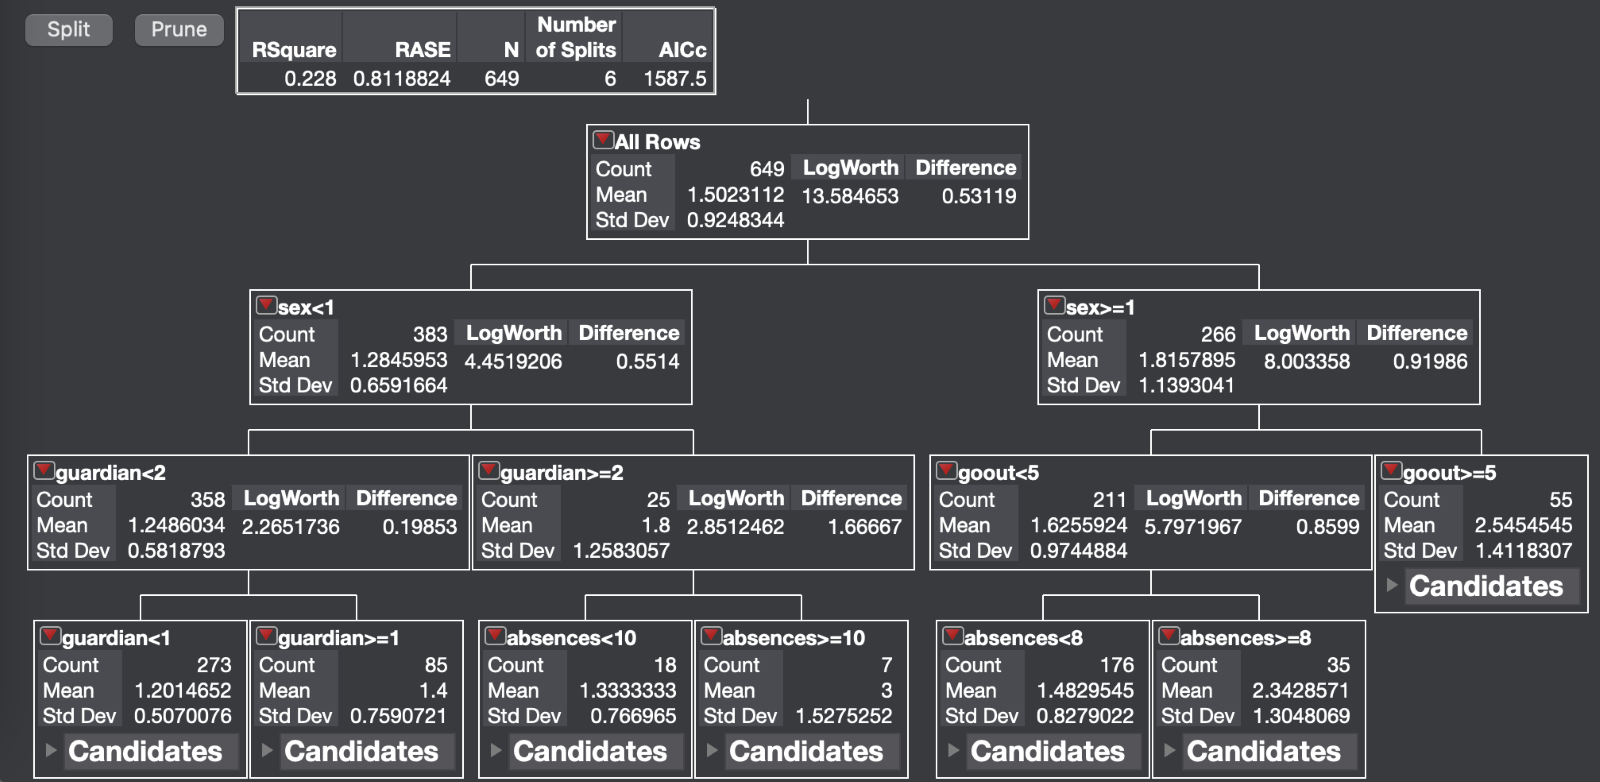 Split
Prune
Number
RSquare RASE N of Splits AICc
0.228 0.8118824 649 6 1587.5
All Rows
Count 649 LogWorth Difference
Mean 1.5023112 13.584653 0.53119
Std Dev 0.9248344
sex<1
Count 383 LogWorth Difference
Mean 1.2845953 4.4519206 0.5514
Std Dev 0.6591664
sex>=1
Count 266 LogWorth Difference
Mean 1.8157895 8.003358 0.91986
Std Dev 1.1393041
guardian<2
Count 358 LogWorth Difference
Mean 1.2486034 2.2651736 0.19853
Std Dev 0.5818793
guardian>=2
Count 25 LogWorth Difference
Mean 1.8 2.8512462 1.66667
Std Dev 1.2583057
goout<5
Count 211 LogWorth Difference
Mean 1.6255924 5.7971967 0.8599
Std Dev 0.9744884
goout>=5
Count 55
Mean 2.5454545
Std Dev 1.4118307
Candidates
guardian<1
Count 273
Mean 1.2014652
Std Dev 0.5070076
Candidates
guardian>=1
Count 85
Mean 1.4
Std Dev 0.7590721
Candidates
absences<10
Count 18
Mean 1.3333333
Std Dev 0.766965
Candidates
absences>=10
Count 7
Mean 3
Std Dev 1.5275252
Candidates
absences<8
Count 176
Mean 1.4829545
Std Dev 0.8279022
Candidates
absences>=8
Count 35
Mean 2.3428571
Std Dev 1.3048069
Candidates